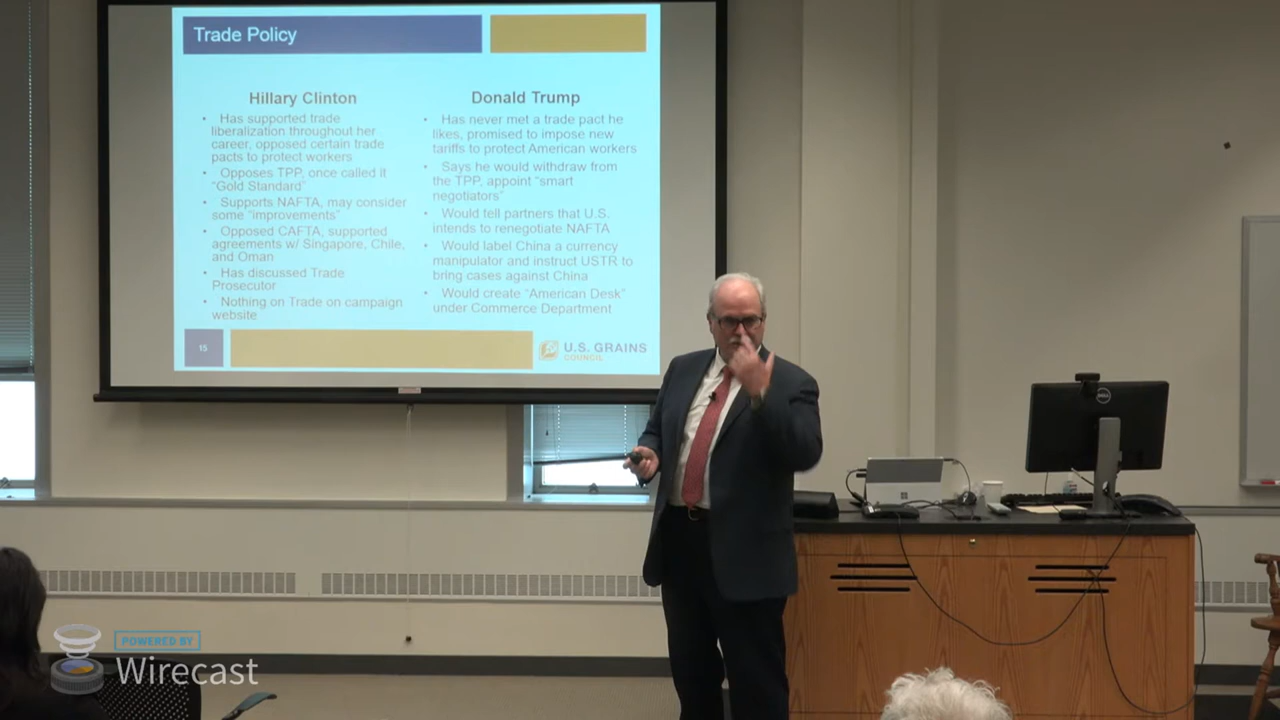 Trade Policy
Hillary Clinton
• Has supported trade
liberalization throughout her
career, opposed certain trade
pacts to protect workers
• Opposes TPP, once called it
“Gold Standard”
• Supports NAFTA, may consider
some “improvements”
• Opposed CAFTA, supported
agreements w/ Singapore, Chile,
and Oman
• Has discussed Trade
Prosecutor
• Nothing on Trade on campaign
website
Donald Trump
• Has never met a trade pact he
likes, promised to impose new
tariffs to protect American workers
• Says he would withdraw from
the TPP, appoint “smart
negotiators”
• Would tell partners that U.S.
intends to renegotiate NAFTA
• Would label China a currency
manipulator and instruct USTR to
bring cases against China
• Would create “American Desk”
under Commerce Department
15
U.S. GRAINS
COUNCIL
DELL
POWERED BY
Wirecast